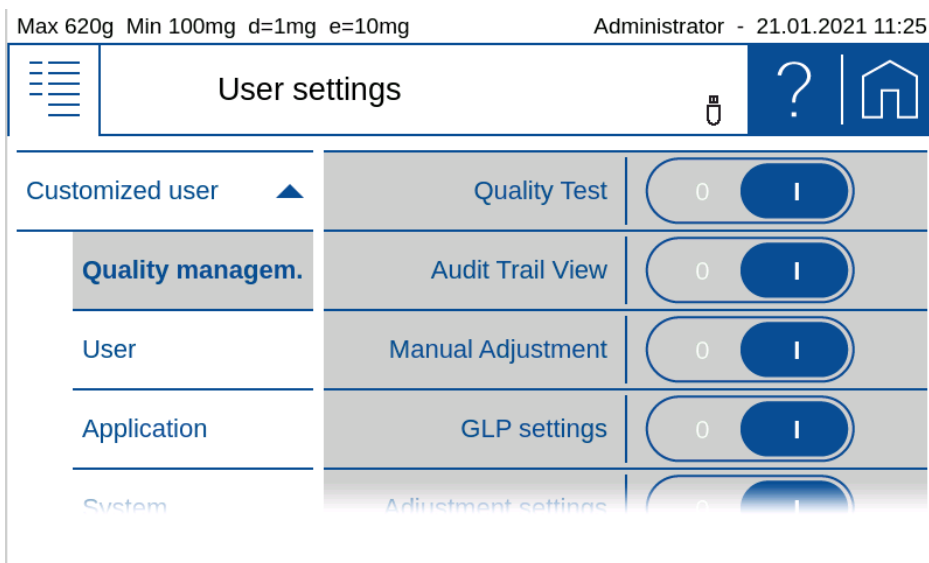 Max 620g Min 100mg d=1mg e=10mg Administrator - 21.01.2021 11:25
User settings ?
Customized user Quality Test 0 I
Quality managem. Audit Trail View 0 I
User Manual Adjustment 0 I
Application GLP settings 0 I
System Adjustment settings 0 I